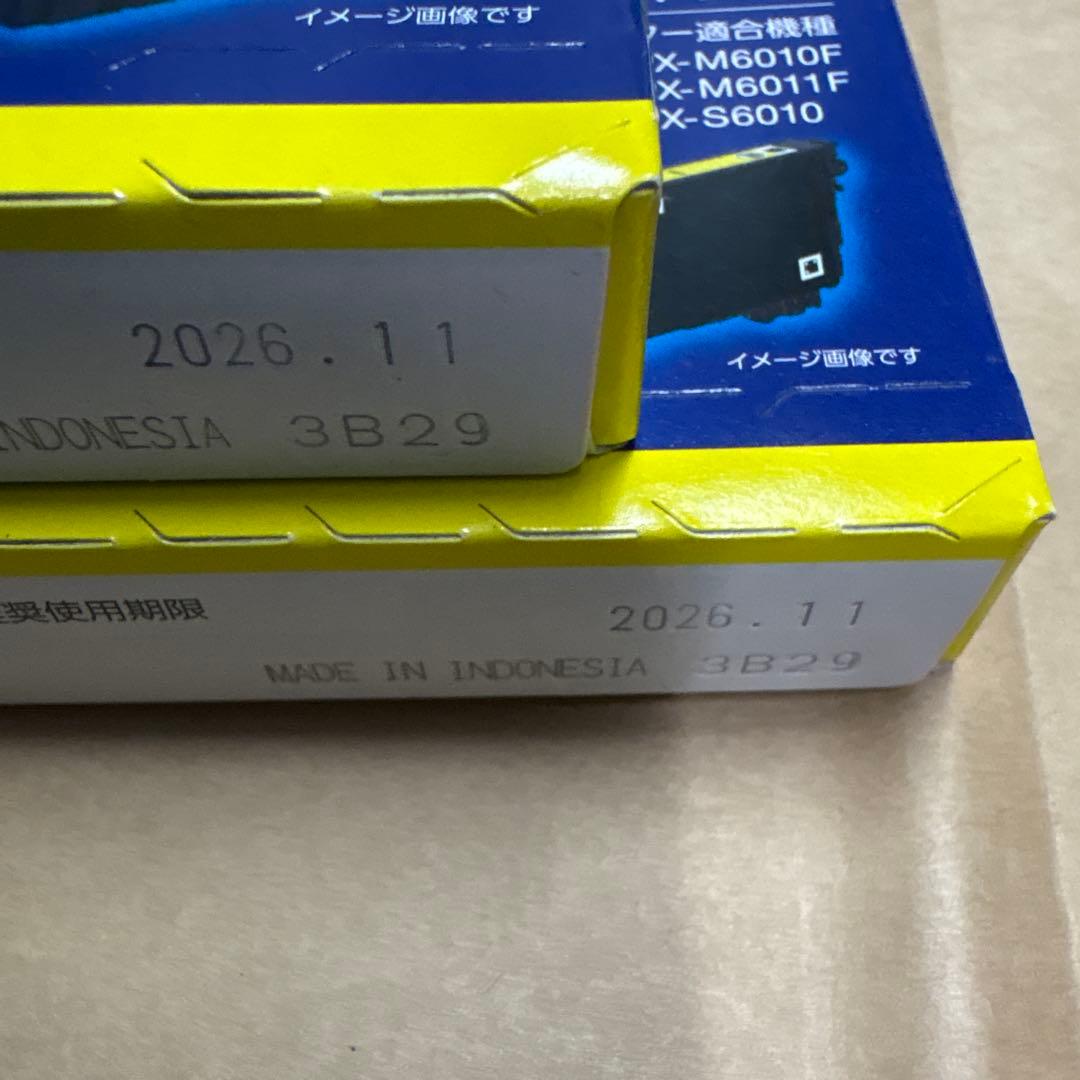 イメージ画像です
ー適合機種
X-M6010F
X-M6011F
X-S6010
イメージ画像です
2026.11
INDONESIA 3B29
奨使用期限 2026.11
MADE IN INDONESIA 3B29